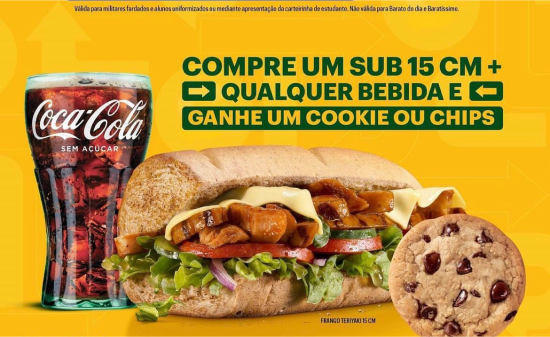 Válida para militares fardados e alunos uniformizados ou mediante apresentação da carteirinha de estudante. Não válida para Barato do dia e Baratíssimo.
COMPRE UM SUB 15 CM +
QUALQUER BEBIDA E
GANHE UM COOKIE OU CHIPS
Coca-Cola
SEM AÇÚCAR
FRANGO TERIYAKI 15 CM